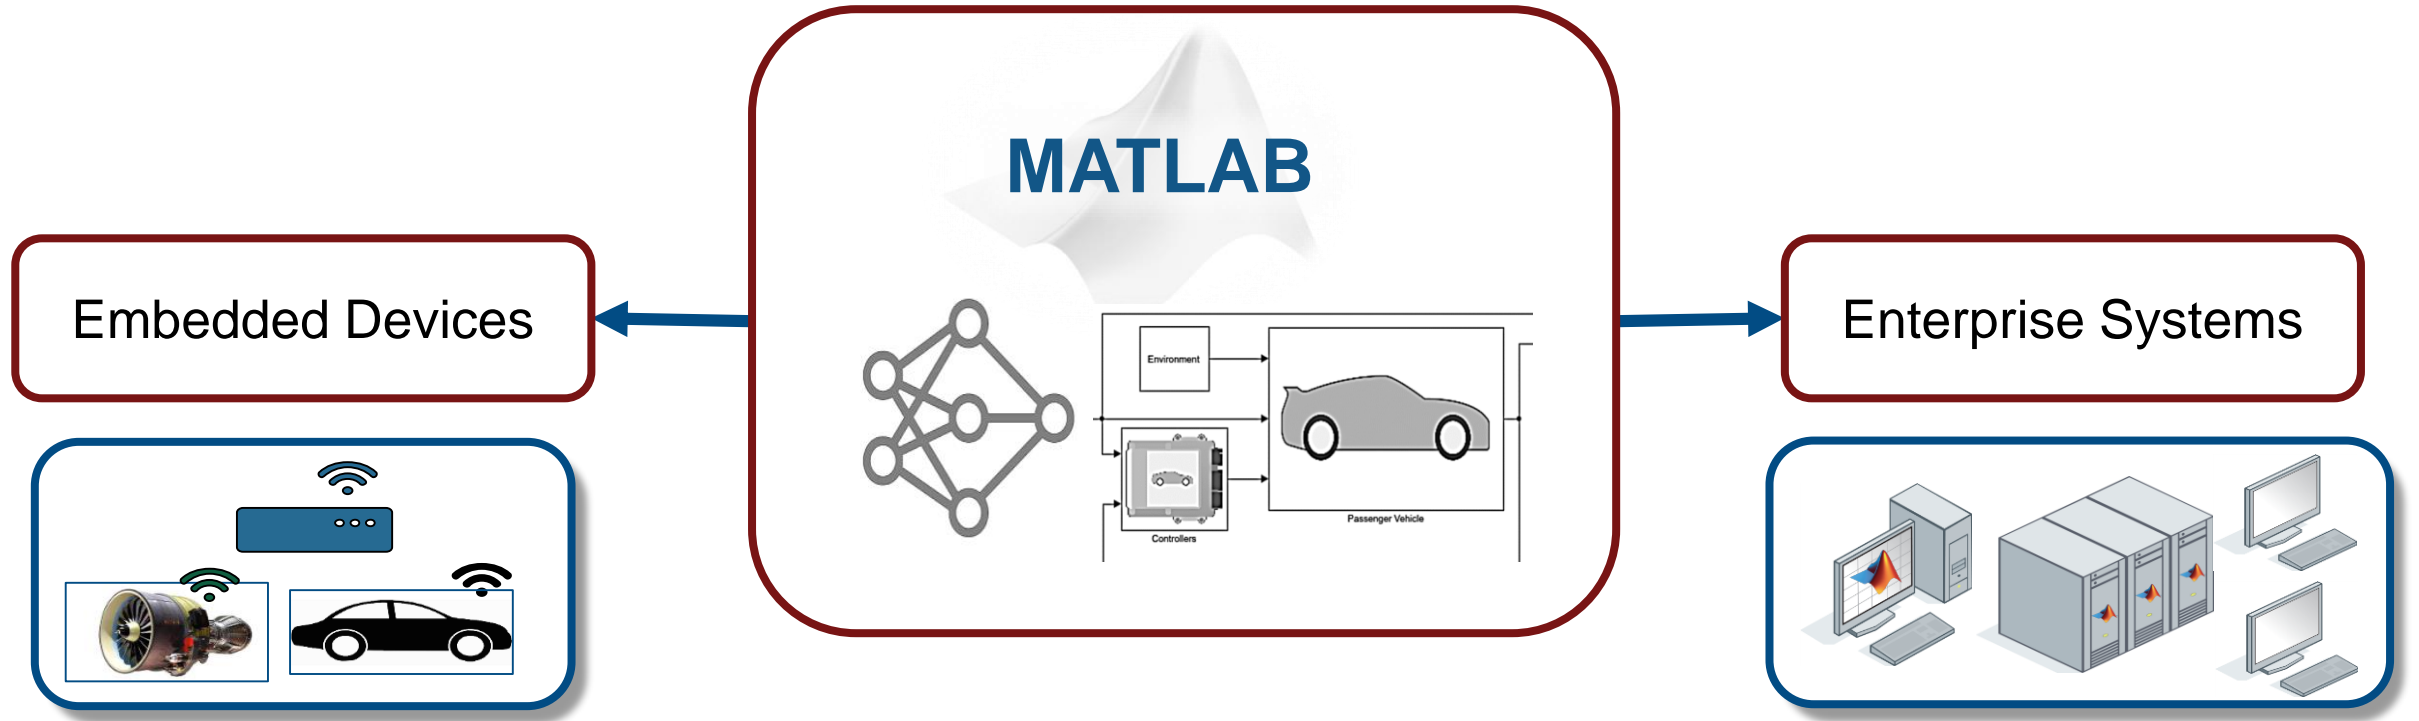 MATLAB
Embedded Devices
Enterprise Systems
Environment
Passenger Vehicle
Controllers